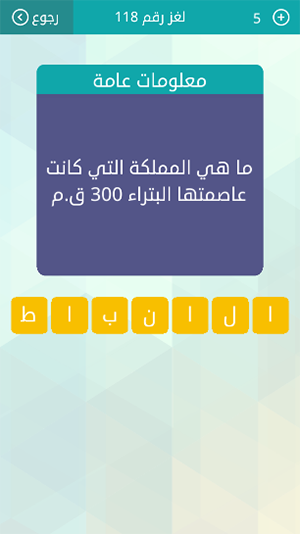 رجوع
لغز رقم 118
5
معلومات عامة
ما هي المملكة التي كانت
عاصمتها البتراء 300 ق.م
ا ل ا ن ب ا ط